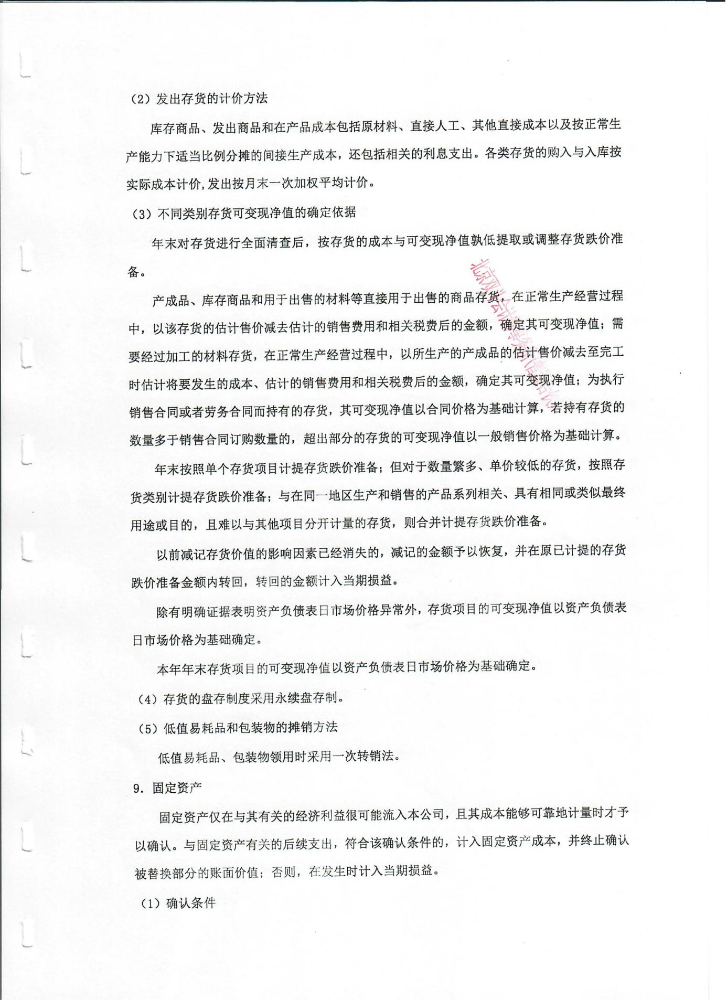 （2）发出存货的计价方法
库存商品、发出商品和在产品成本包括原材料、直接人工、其他直接成本以及按正常生
产能力下适当比例分摊的间接生产成本，还包括相关的利息支出。各类存货的购入与入库按
实际成本计价,发出按月末一次加权平均计价。
（3）不同类别存货可变现净值的确定依据
年末对存货进行全面清查后，按存货的成本与可变现净值孰低提取或调整存货跌价准
备。
产成品、库存商品和用于出售的材料等直接用于出售的商品存货，在正常生产经营过程
中，以该存货的估计售价减去估计的销售费用和相关税费后的金额，确定其可变现净值；需
要经过加工的材料存货，在正常生产经营过程中，以所生产的产成品的估计售价减去至完工
时估计将要发生的成本、估计的销售费用和相关税费后的金额，确定其可变现净值；为执行
销售合同或者劳务合同而持有的存货，其可变现净值以合同价格为基础计算，若持有存货的
数量多于销售合同订购数量的，超出部分的存货的可变现净值以一般销售价格为基础计算。
年末按照单个存货项目计提存货跌价准备；但对于数量繁多、单价较低的存货，按照存
货类别计提存货跌价准备；与在同一地区生产和销售的产品系列相关、具有相同或类似最终
用途或目的，且难以与其他项目分开计量的存货，则合并计提存货跌价准备。
以前减记存货价值的影响因素已经消失的，减记的金额予以恢复，并在原已计提的存货
跌价准备金额内转回，转回的金额计入当期损益。
除有明确证据表明资产负债表日市场价格异常外，存货项目的可变现净值以资产负债表
日市场价格为基础确定。
本年年末存货项目的可变现净值以资产负债表日市场价格为基础确定。
（4）存货的盘存制度采用永续盘存制。
（5）低值易耗品和包装物的摊销方法
低值易耗品、包装物领用时采用一次转销法。
9．固定资产
固定资产仅在与其有关的经济利益很可能流入本公司，且其成本能够可靠地计量时才予
以确认。与固定资产有关的后续支出，符合该确认条件的，计入固定资产成本，并终止确认
被替换部分的账面价值；否则，在发生时计入当期损益。
（1）确认条件